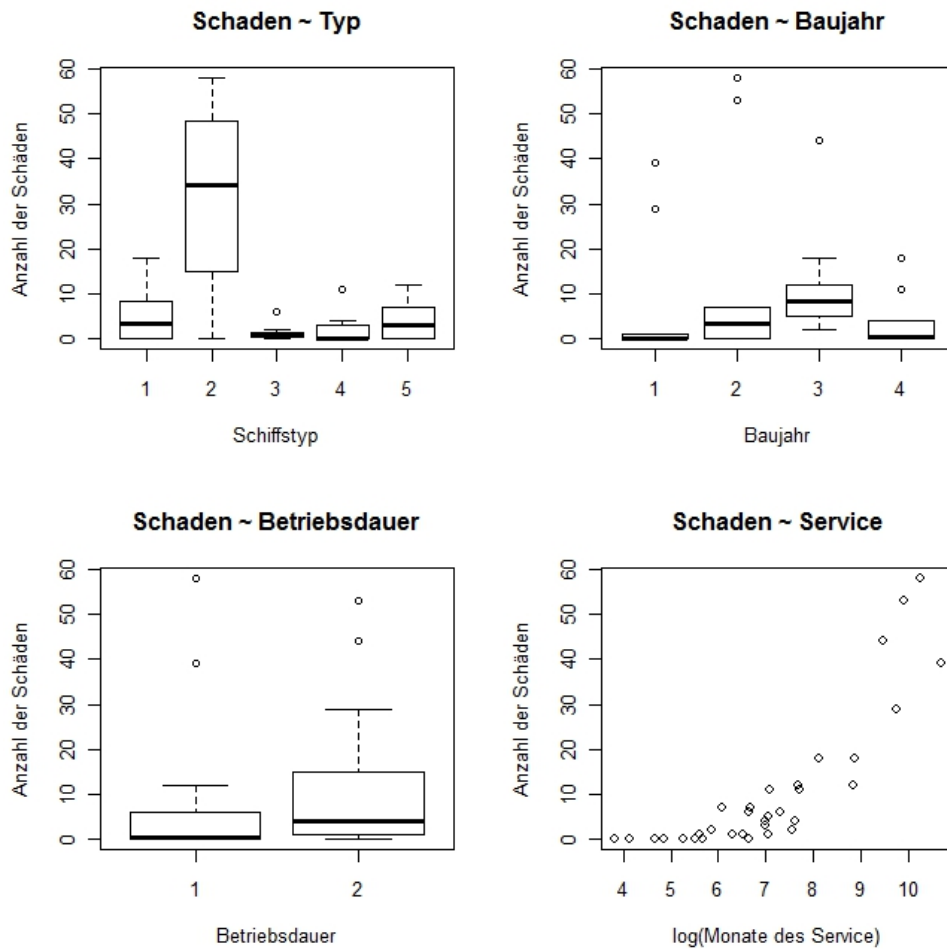 Schaden ~ Typ
Anzahl der Schäden
60
50
40
30
20
10
0
1 2 3 4 5
Schiffstyp
Schaden ~ Baujahr
Anzahl der Schäden
60
50
40
30
20
10
0
1 2 3 4
Baujahr
Schaden ~ Betriebsdauer
Anzahl der Schäden
60
50
40
30
20
10
0
1 2
Betriebsdauer
Schaden ~ Service
Anzahl der Schäden
60
50
40
30
20
10
0
4 5 6 7 8 9 10
log(Monate des Service)